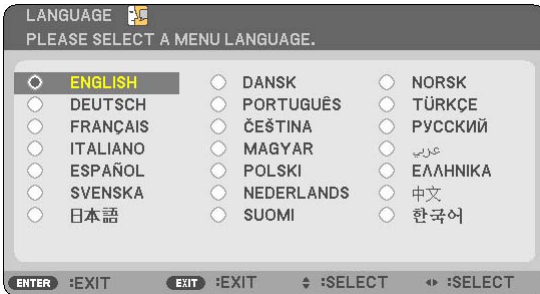 LANGUAGE
PLEASE SELECT A MENU LANGUAGE.
ENGLISH DANSK NORSK
DEUTSCH PORTUGUÊS TÜRKÇE
FRANÇAIS ČEŠTINA РУССКИЙ
ITALIANO MAGYAR عربي
ESPAÑOL POLSKI ΕΛΛΗΝΙΚΑ
SVENSKA NEDERLANDS 中文
日本語 SUOMI 한국어
ENTER :EXIT EXIT :EXIT :SELECT :SELECT